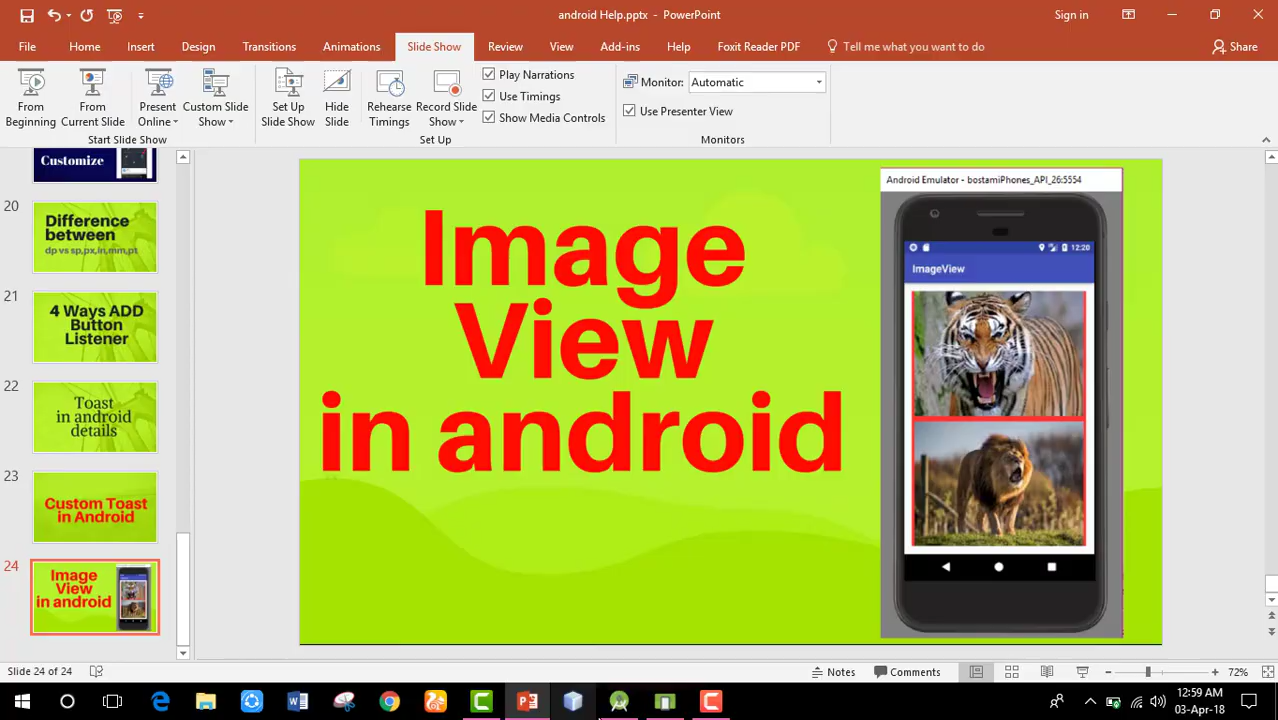 android Help.pptx - PowerPoint
Sign in
File
Home
Insert
Design
Transitions
Animations
Slide Show
Review
View
Add-ins
Help
Foxit Reader PDF
Tell me what you want to do
Share
From
Beginning
From
Current Slide
Present
Online
Custom Slide
Show
Start Slide Show
Set Up
Slide Show
Hide
Slide
Rehearse
Timings
Record Slide
Show
Play Narrations
Use Timings
Show Media Controls
Set Up
Monitor:
Automatic
Use Presenter View
Monitors
Customize
20
Difference
between
dp vs sp,px,in,mm,pt
21
4 Ways ADD
Button
Listener
22
Toast
in android
details
23
Custom Toast
in Android
24
Image
View
in android
Image
View
in android
Android Emulator - bostamiPhones_API_26:5554
12:20
ImageView
Slide 24 of 24
Notes
Comments
72%
12:59 AM
03-Apr-18